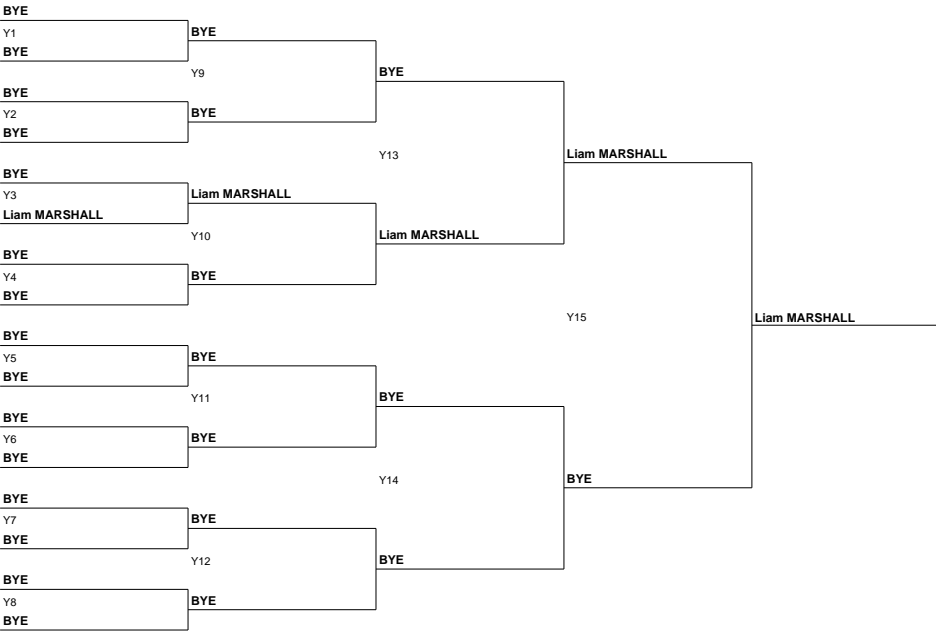 BYE
Y1
BYE
BYE
Y9
BYE
BYE
Y2
BYE
BYE
Y13
Liam MARSHALL
BYE
Y3
Liam MARSHALL
Liam MARSHALL
Y10
Liam MARSHALL
BYE
Y4
BYE
BYE
Y15
Liam MARSHALL
BYE
Y5
BYE
BYE
Y11
BYE
BYE
Y6
BYE
BYE
Y14
BYE
BYE
Y7
BYE
BYE
Y12
BYE
BYE
Y8
BYE
BYE